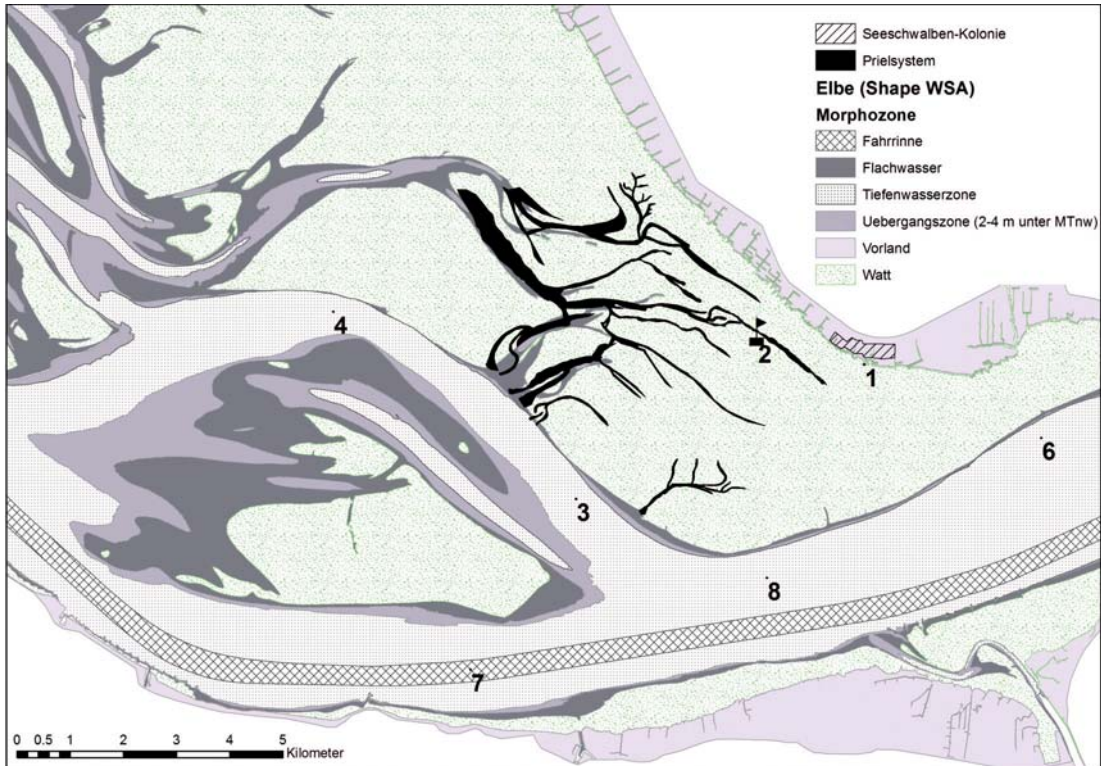 Seeschwalben-Kolonie
Prielsystem
Elbe (Shape WSA)
Morphozone
Fahrrinne
Flachwasser
Tiefenwasserzone
Uebergangszone (2-4 m unter MTnw)
Vorland
Watt
4
2
1
6
3
8
7
0 0.5 1 2 3 4 5
Kilometer